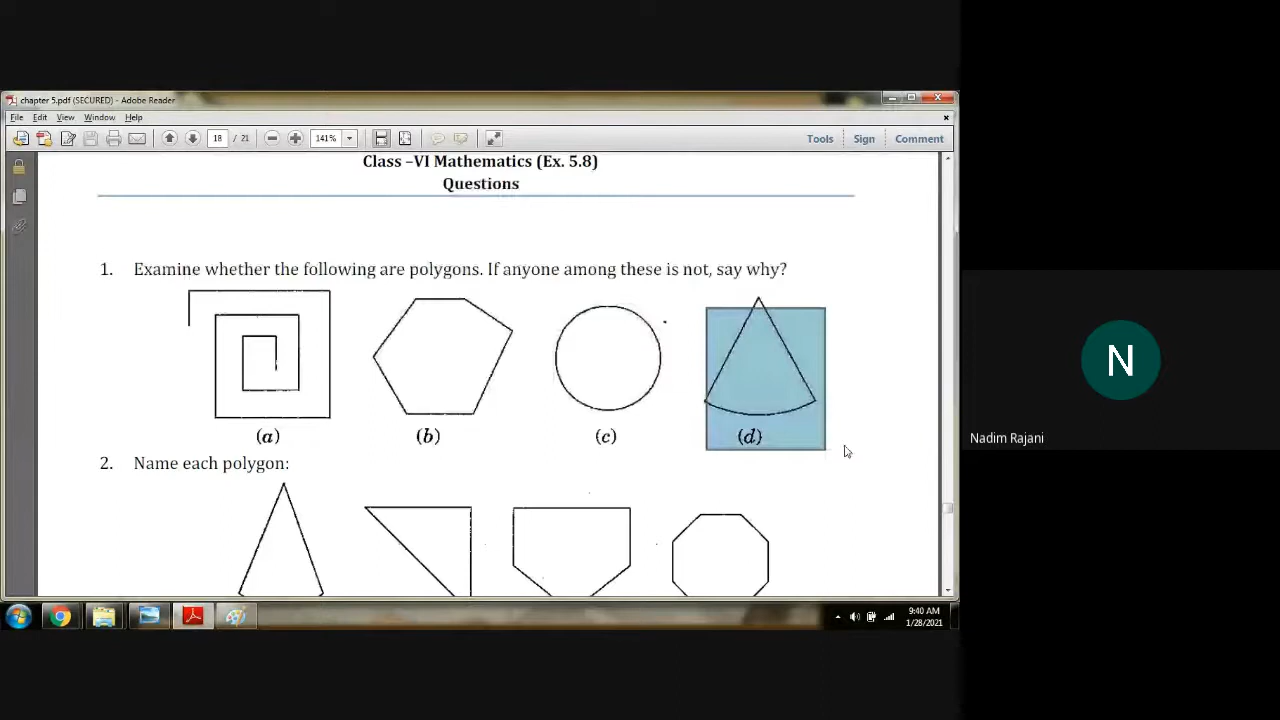 chapter 5.pdf (SECURED) - Adobe Reader
File Edit View Window Help
18 / 21 141% Tools Sign Comment
Class –VI Mathematics (Ex. 5.8)
Questions
1. Examine whether the following are polygons. If anyone among these is not, say why?
(a) (b) (c) (d)
2. Name each polygon:
N
Nadim Rajani
9:40 AM
1/28/2021